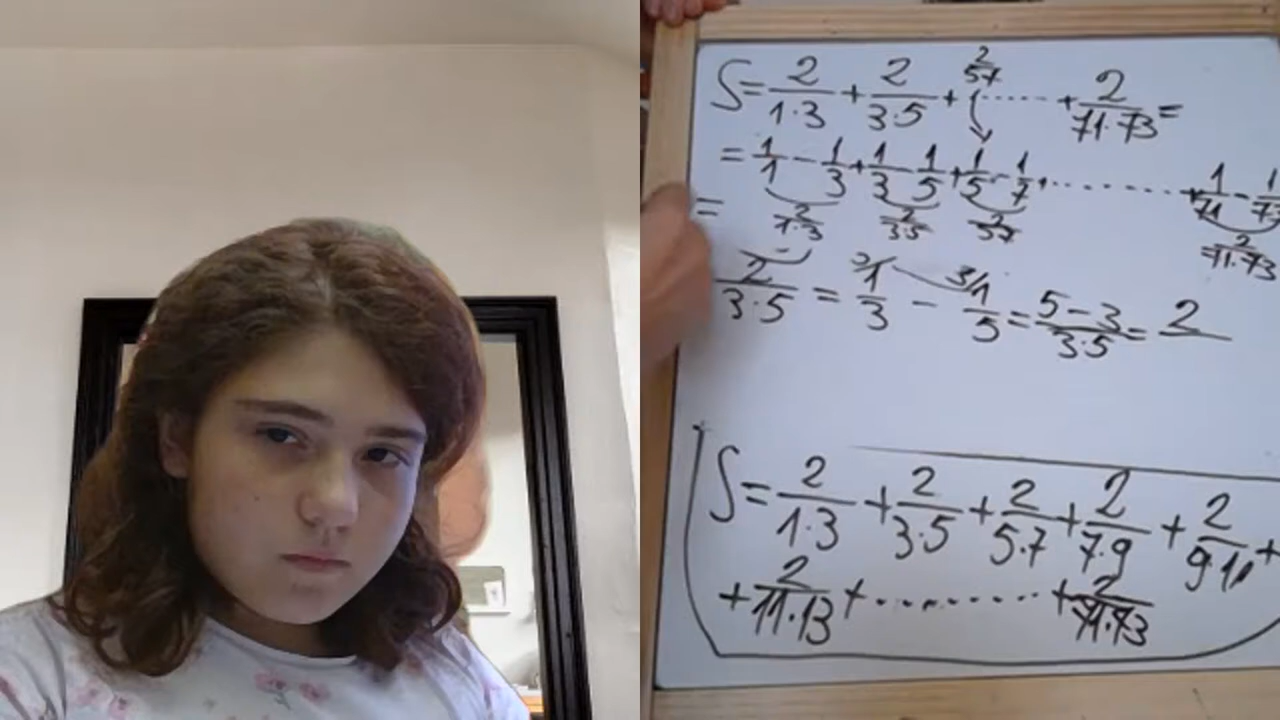 S = 2/(1·3) + 2/(3·5) + 2/(5·7) ...... + 2/(71·73) =
= 1/1 - 1/3 + 1/3 - 1/5 + 1/5 - 1/7 + .......... + 1/71 - 1/73
= 2/(1·3) 2/(3·5) 2/(5·7) = 2/(71·73)
2/(3·5) = 1/3 - 1/5 = (5-3)/(3·5) = 2
S = 2/(1·3) + 2/(3·5) + 2/(5·7) + 2/(7·9) + 2/(9·11) +
+ 2/(11·13) + ......... + 2/(71·73)